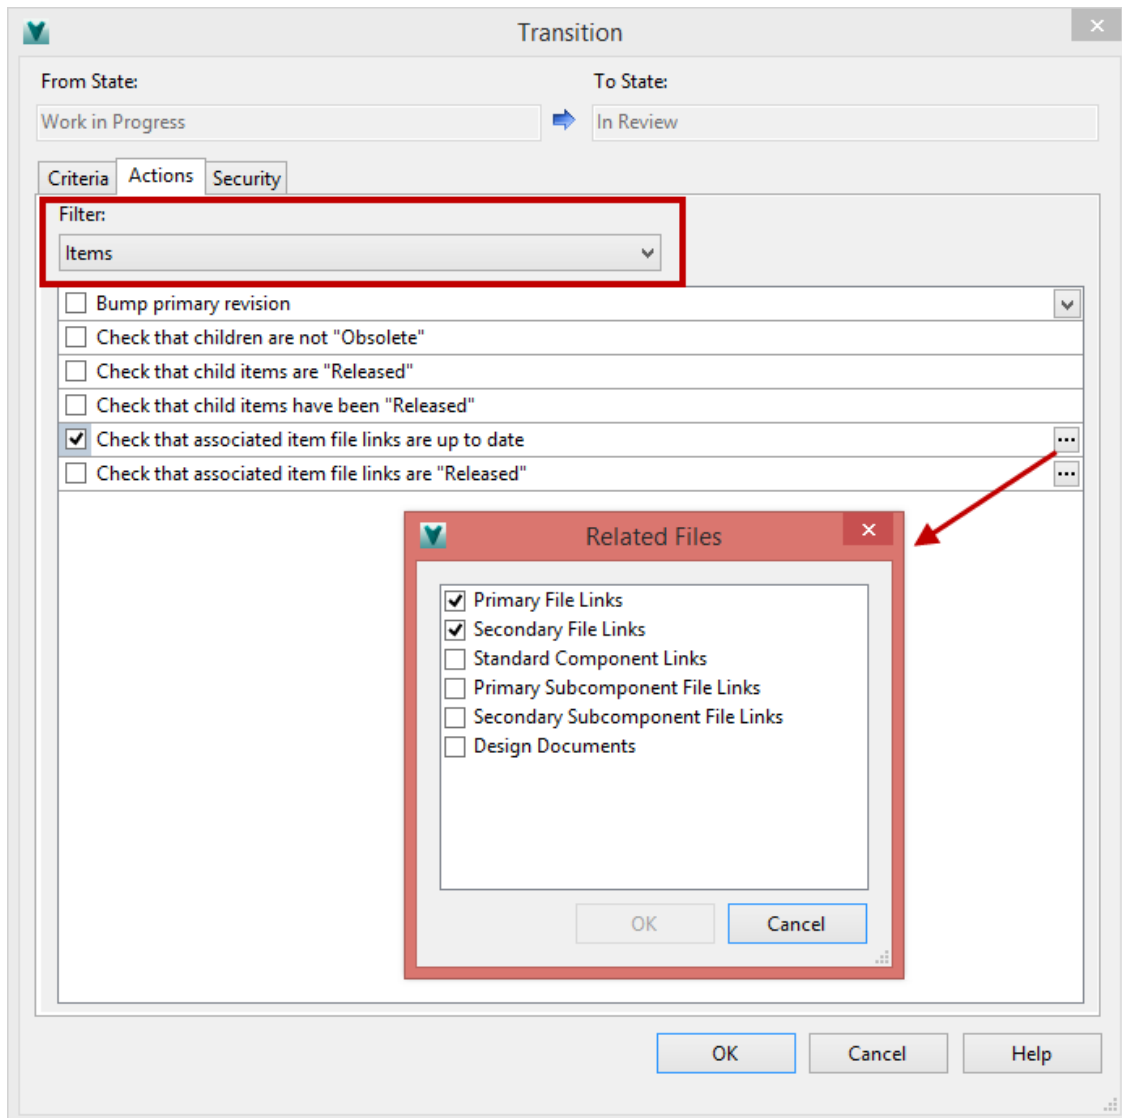 Transition
From State:
To State:
Work in Progress
In Review
Criteria
Actions
Security
Filter:
Items
Bump primary revision
Check that children are not "Obsolete"
Check that child items are "Released"
Check that child items have been "Released"
Check that associated item file links are up to date
Check that associated item file links are "Released"
Related Files
Primary File Links
Secondary File Links
Standard Component Links
Primary Subcomponent File Links
Secondary Subcomponent File Links
Design Documents
OK
Cancel
OK
Cancel
Help